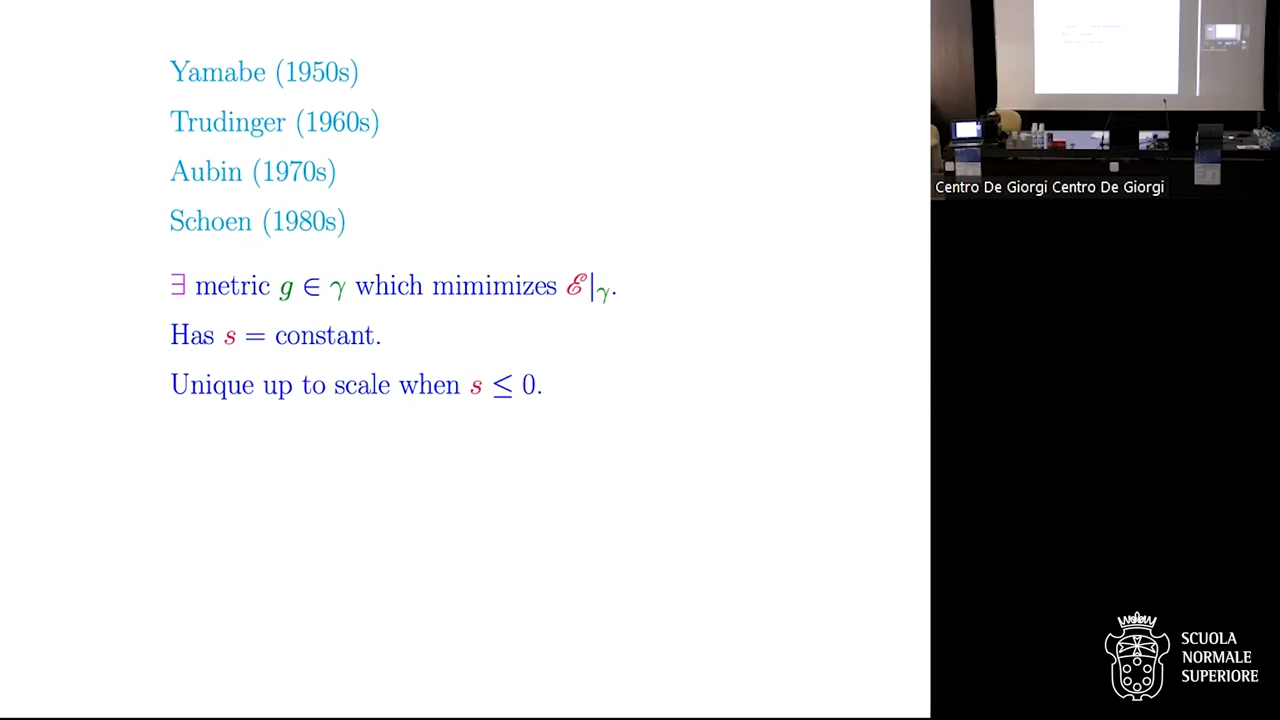 Yamabe (1950s)
Trudinger (1960s)
Aubin (1970s)
Schoen (1980s)
∃ metric g ∈ γ which mimimizes ℰ|γ.
Has s = constant.
Unique up to scale when s ≤ 0.
Centro De Giorgi Centro De Giorgi
SCUOLA
NORMALE
SUPERIORE